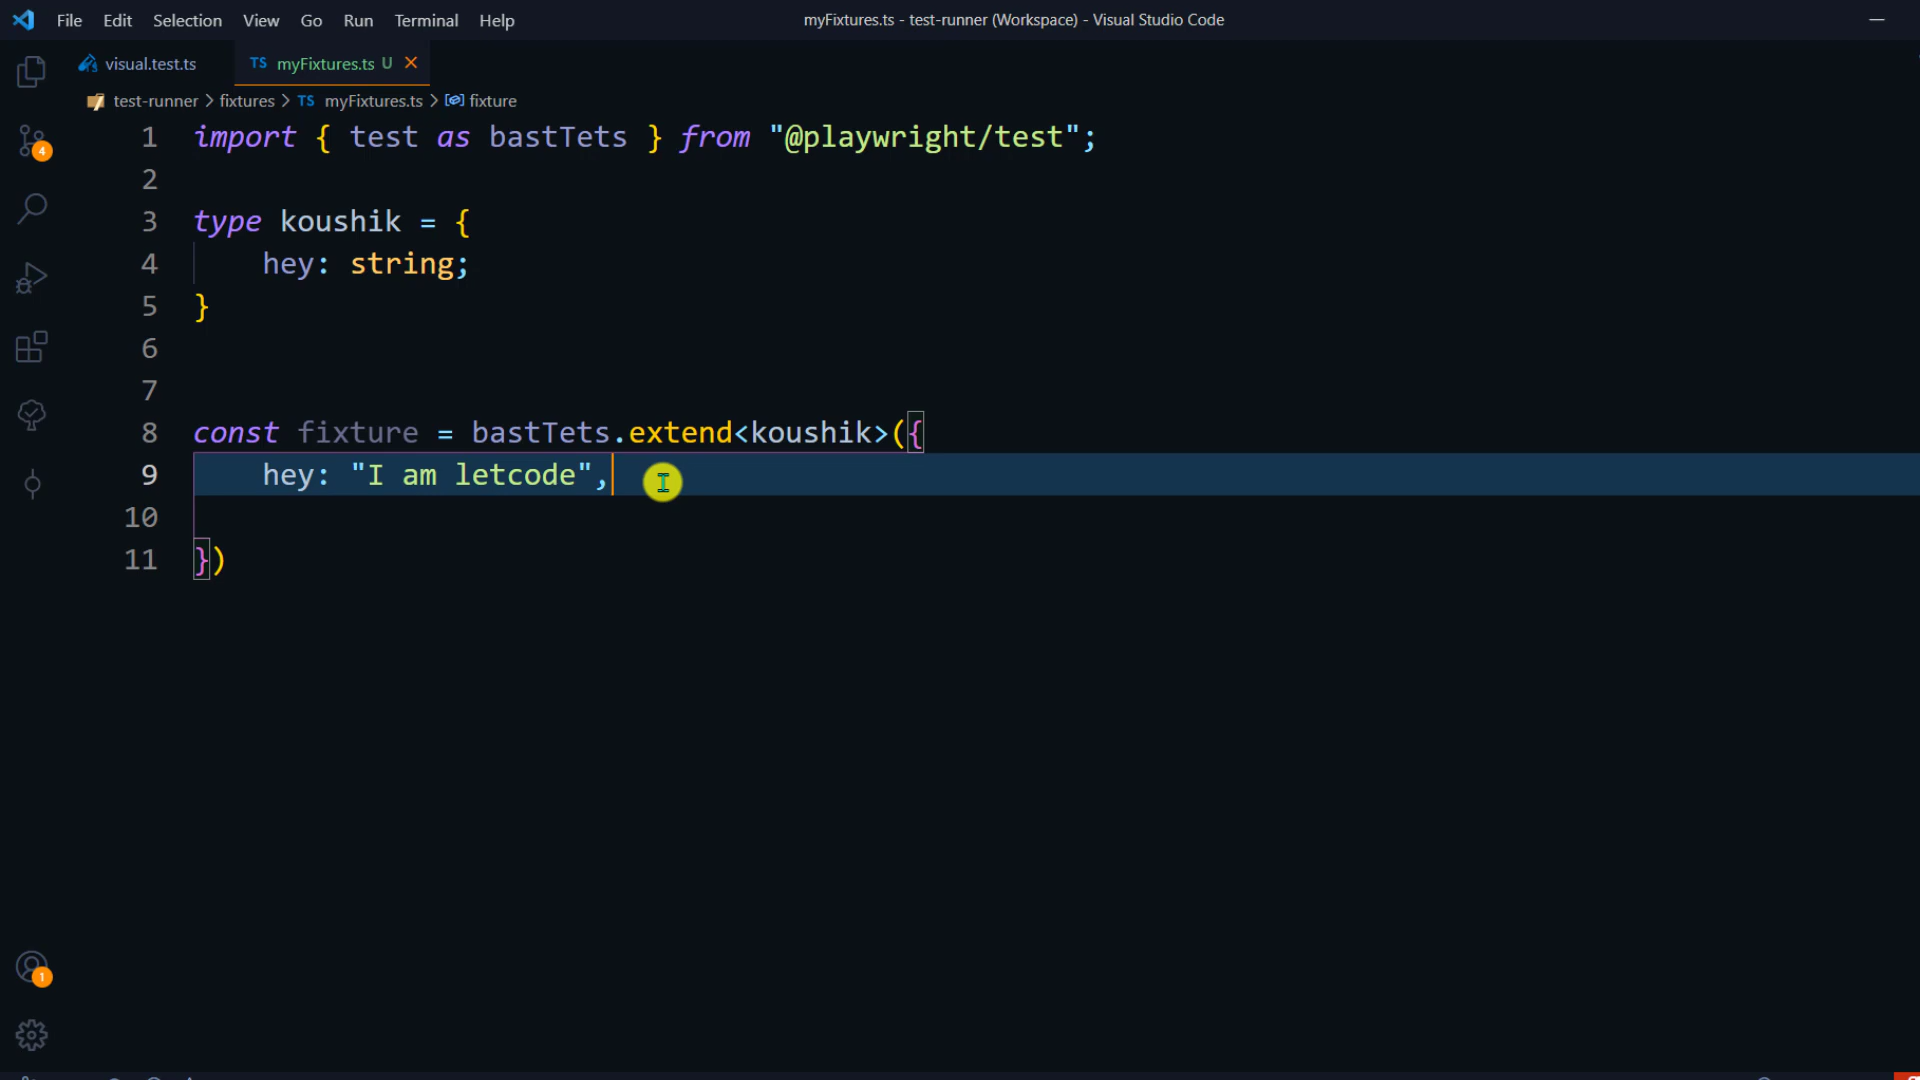 File Edit Selection View Go Run Terminal Help
myFixtures.ts - test-runner (Workspace) - Visual Studio Code
visual.test.ts
TS myFixtures.ts U
test-runner > fixtures > TS myFixtures.ts > fixture
1 import { test as bastTets } from "@playwright/test";
2
3 type koushik = {
4 hey: string;
5 }
6
7
8 const fixture = bastTets.extend<koushik>({
9 hey: "I am letcode",
10
11 })
4
1